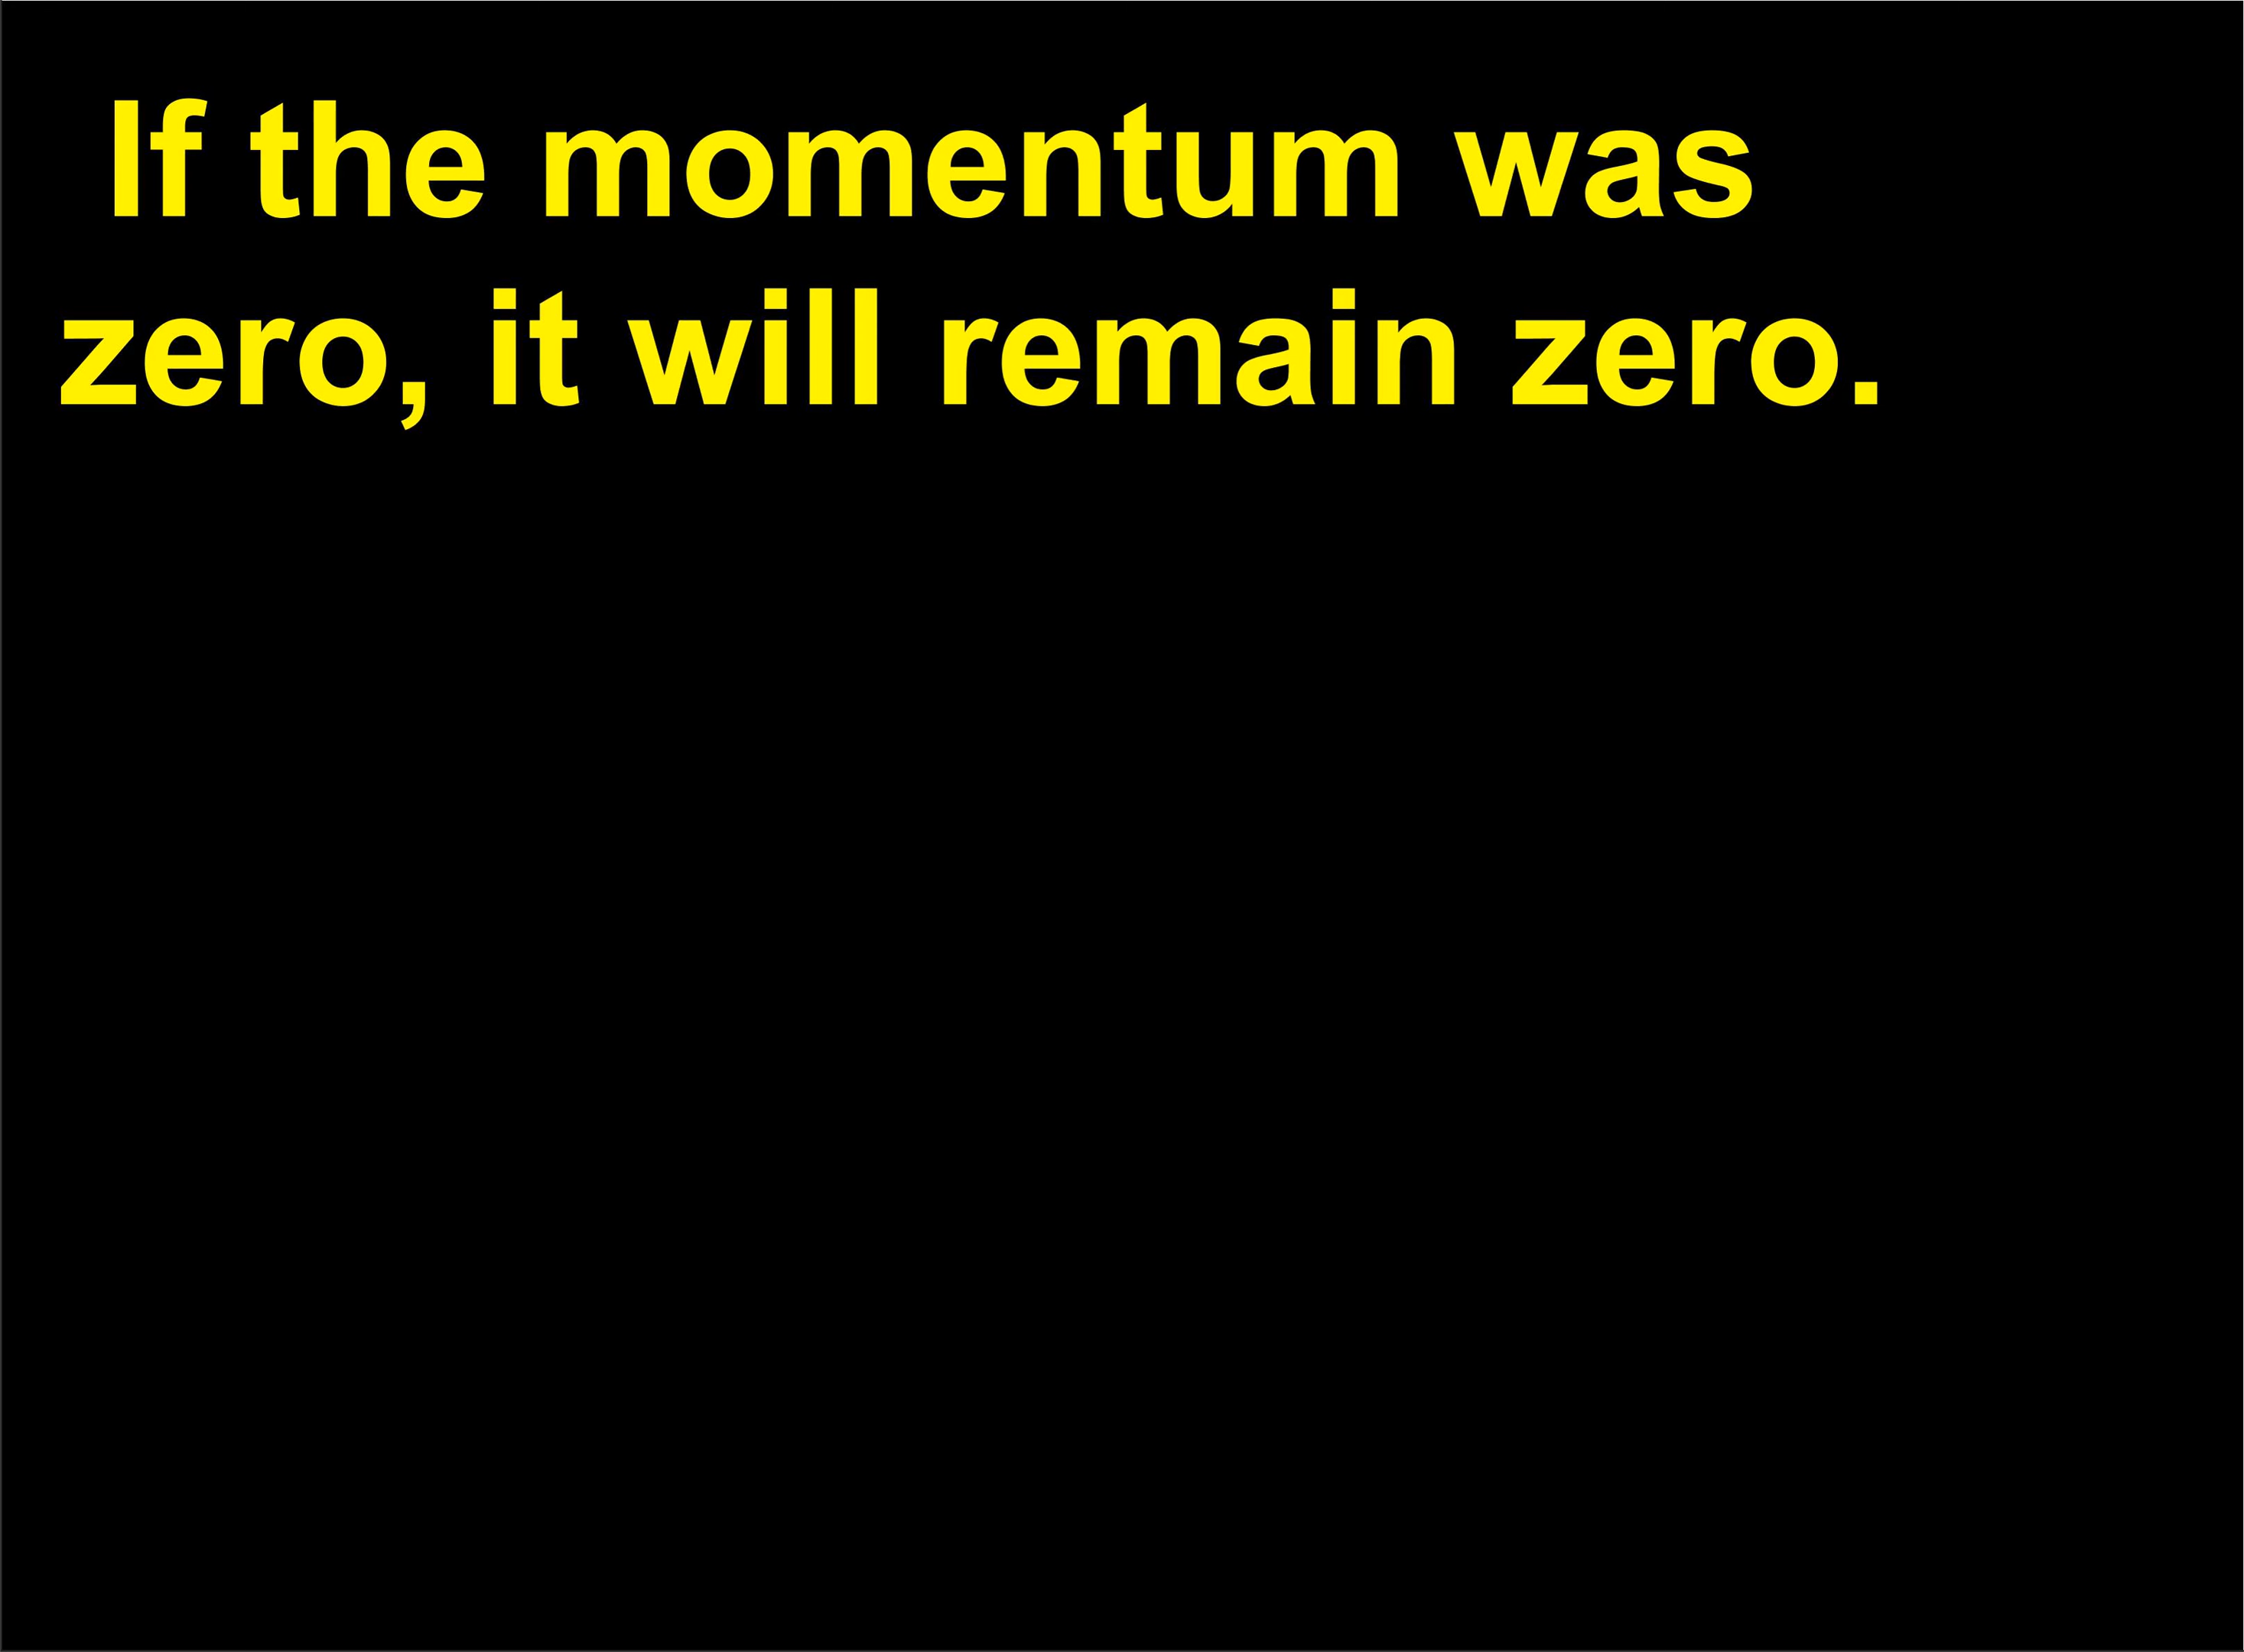 If the momentum was
zero, it will remain zero.